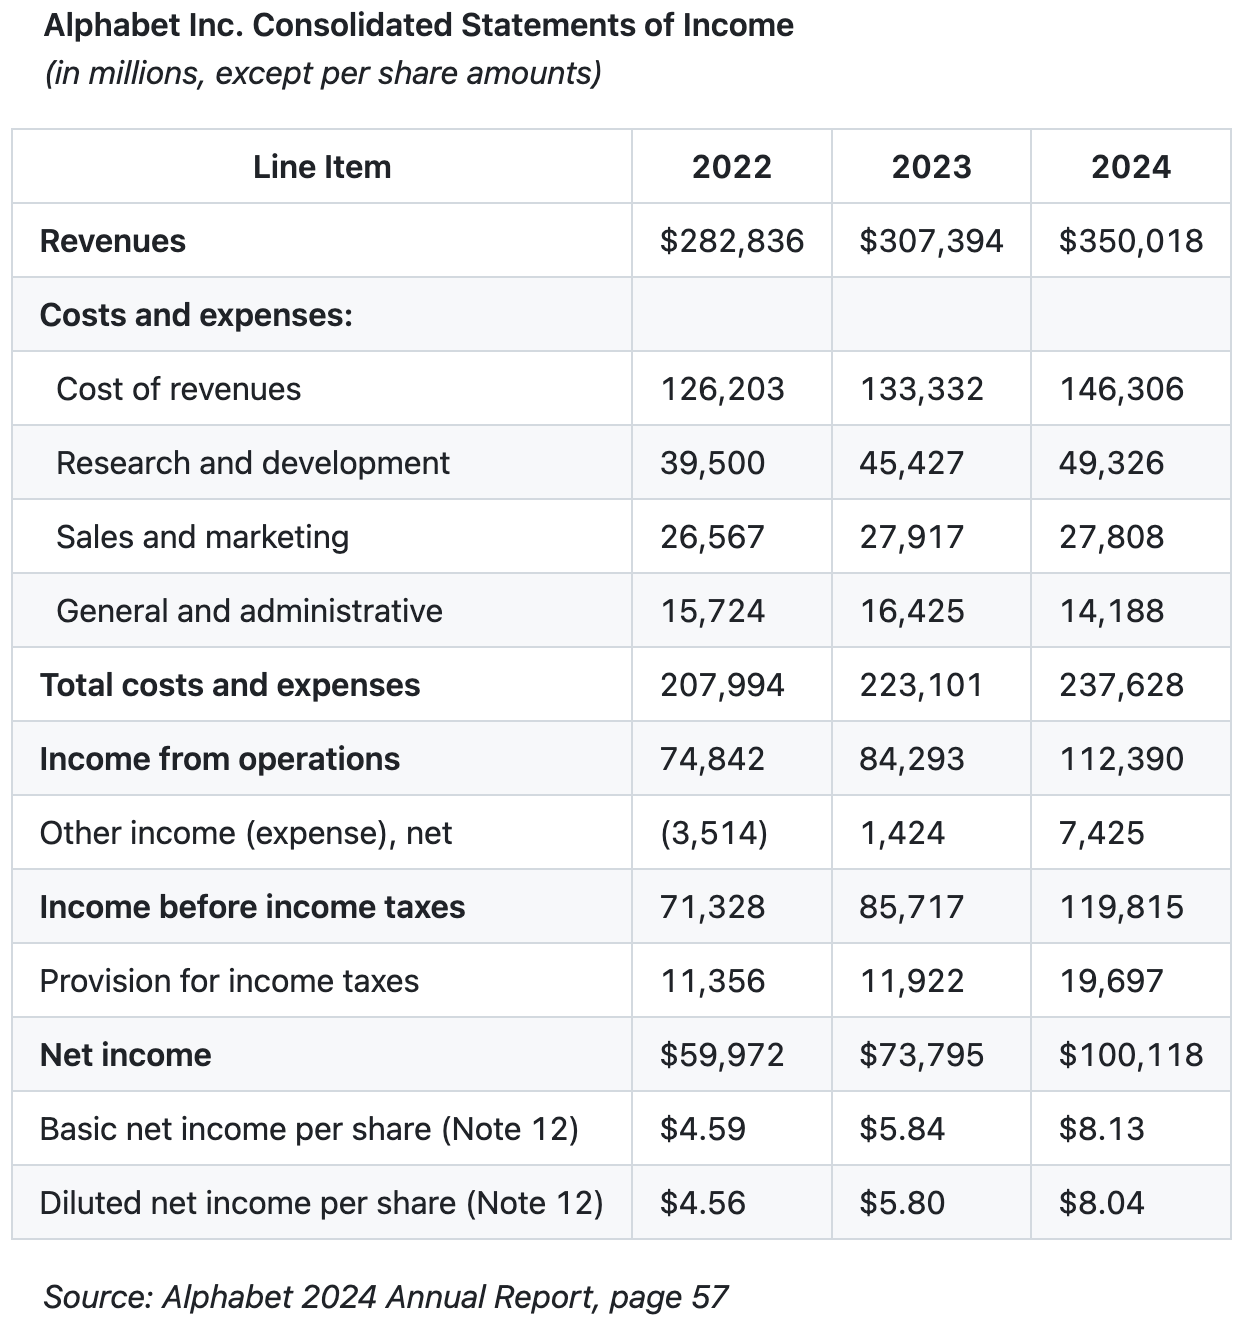 Alphabet Inc. Consolidated Statements of Income
(in millions, except per share amounts)
Line Item 2022 2023 2024
Revenues $282,836 $307,394 $350,018
Costs and expenses:
Cost of revenues 126,203 133,332 146,306
Research and development 39,500 45,427 49,326
Sales and marketing 26,567 27,917 27,808
General and administrative 15,724 16,425 14,188
Total costs and expenses 207,994 223,101 237,628
Income from operations 74,842 84,293 112,390
Other income (expense), net (3,514) 1,424 7,425
Income before income taxes 71,328 85,717 119,815
Provision for income taxes 11,356 11,922 19,697
Net income $59,972 $73,795 $100,118
Basic net income per share (Note 12) $4.59 $5.84 $8.13
Diluted net income per share (Note 12) $4.56 $5.80 $8.04
Source: Alphabet 2024 Annual Report, page 57